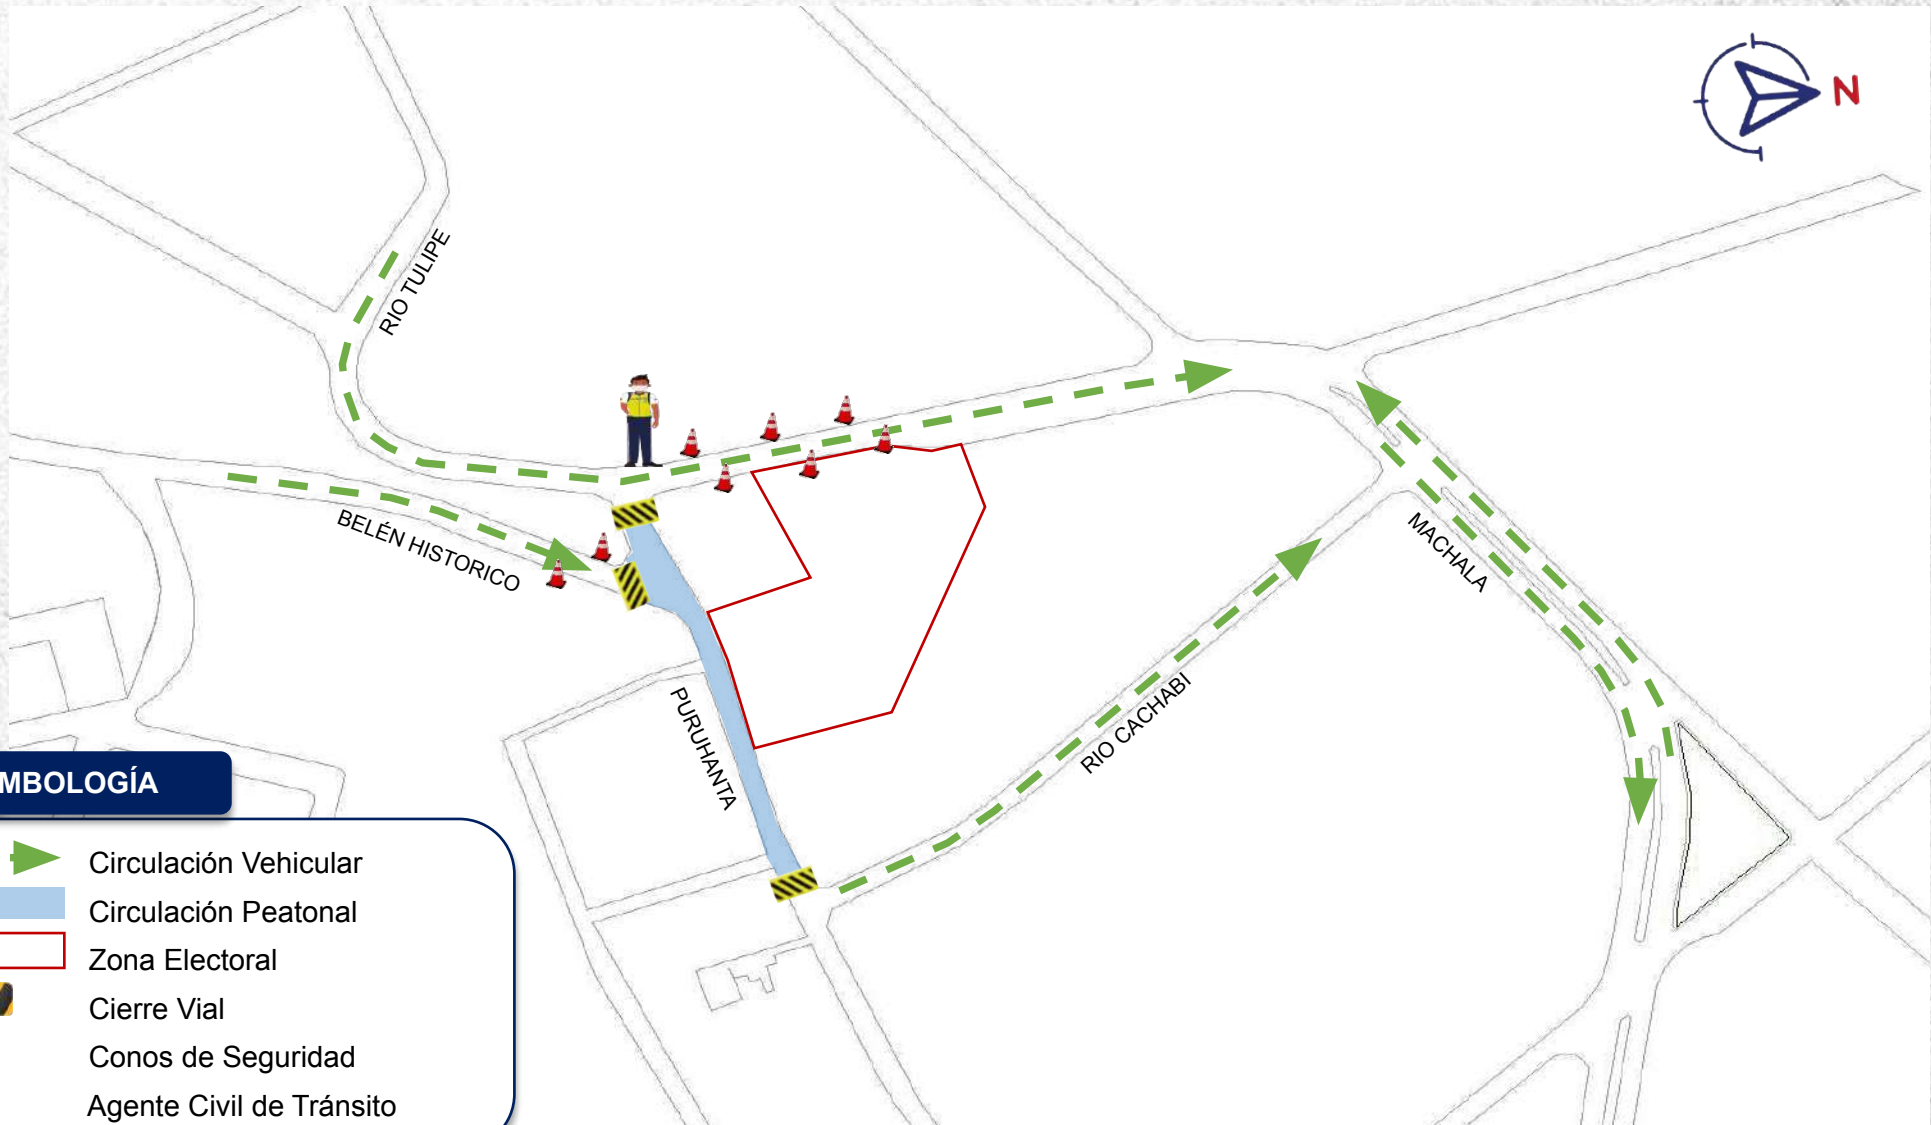 N
RIO TULIPE
BELÉN HISTORICO
MACHALA
PURUHANTA
RIO CACHABI
MBOLOGÍA
Circulación Vehicular
Circulación Peatonal
Zona Electoral
Cierre Vial
Conos de Seguridad
Agente Civil de Tránsito